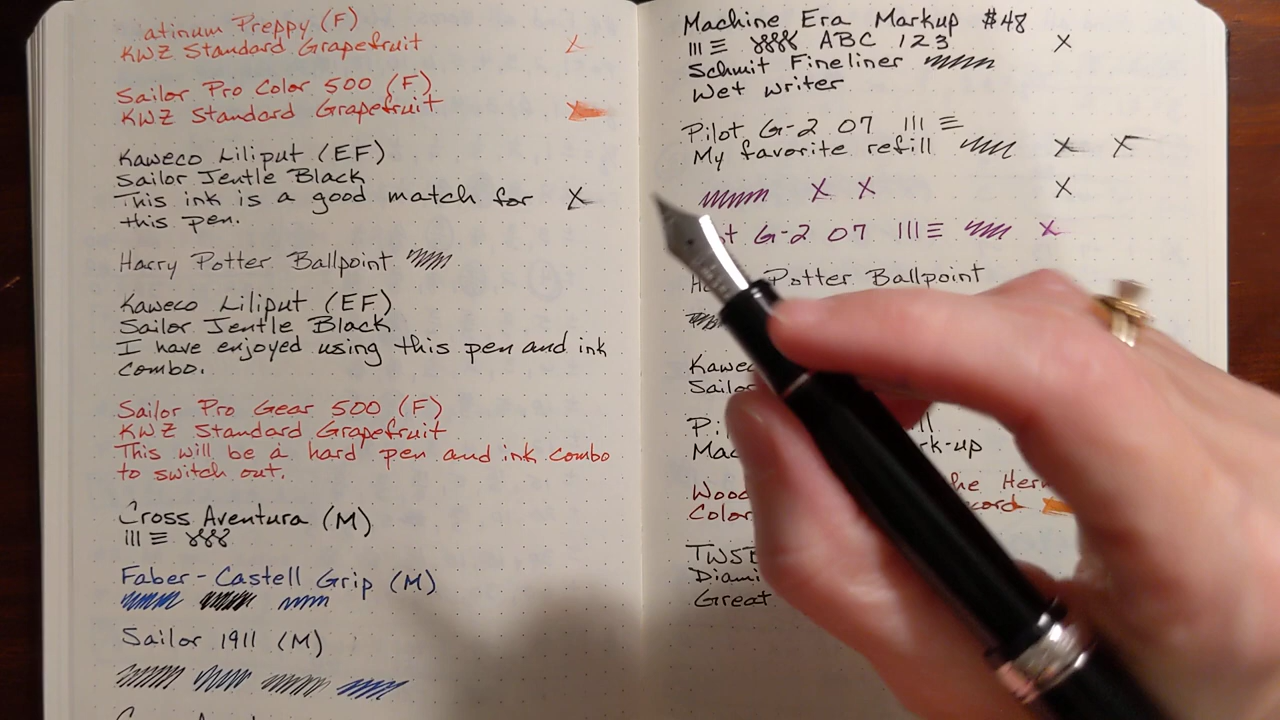 atinum Preppy (F)
KWZ Standard Grapefruit X
Sailor Pro Color 500 (F)
KWZ Standard Grapefruit X
Kaweco Liliput (EF)
Sailor Jentle Black
This ink is a good match for X
this pen.
Harry Potter Ballpoint
Kaweco Liliput (EF)
Sailor Jentle Black
I have enjoyed using this pen and ink
combo.
Sailor Pro Gear 500 (F)
KWZ Standard Grapefruit
This will be a hard pen and ink combo
to switch out.
Cross Aventura (M)
Faber-Castell Grip (M)
Sailor 1911 (M)
Machine Era Markup $48
ABC 123 X
Schmit Fineliner
Wet writer
Pilot G-2 07
My favorite refill X X
X X X
G-2 07 X
Potter Ballpoint
Sailor
Color
Great